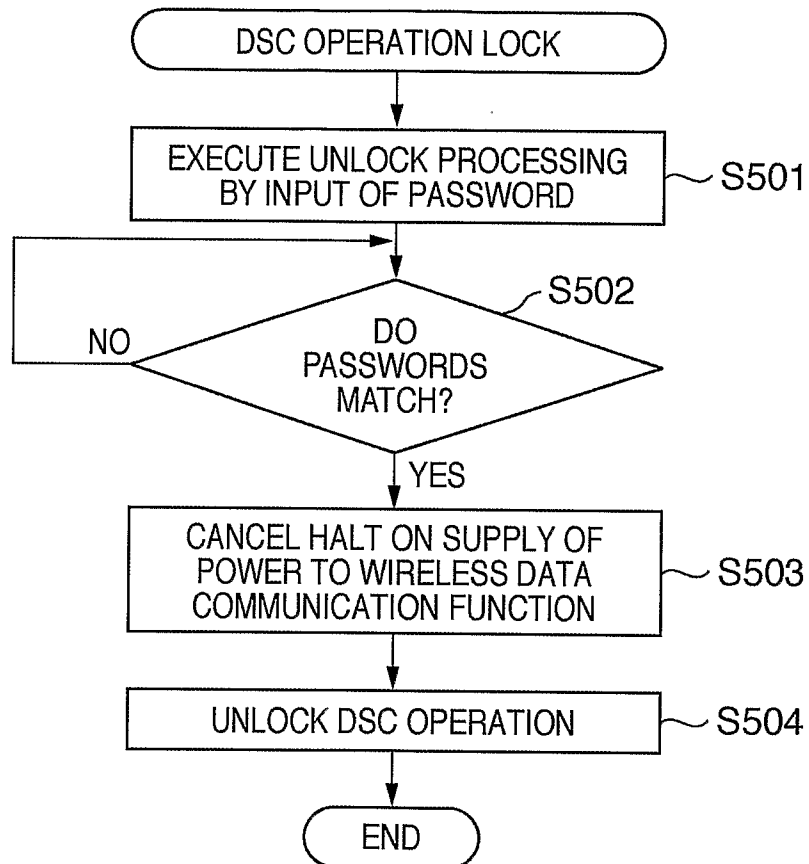 DSC OPERATION LOCK
EXECUTE UNLOCK PROCESSING
BY INPUT OF PASSWORD
S501
S502
DO
PASSWORDS
MATCH?
NO
YES
CANCEL HALT ON SUPPLY OF
POWER TO WIRELESS DATA
COMMUNICATION FUNCTION
S503
UNLOCK DSC OPERATION
S504
END